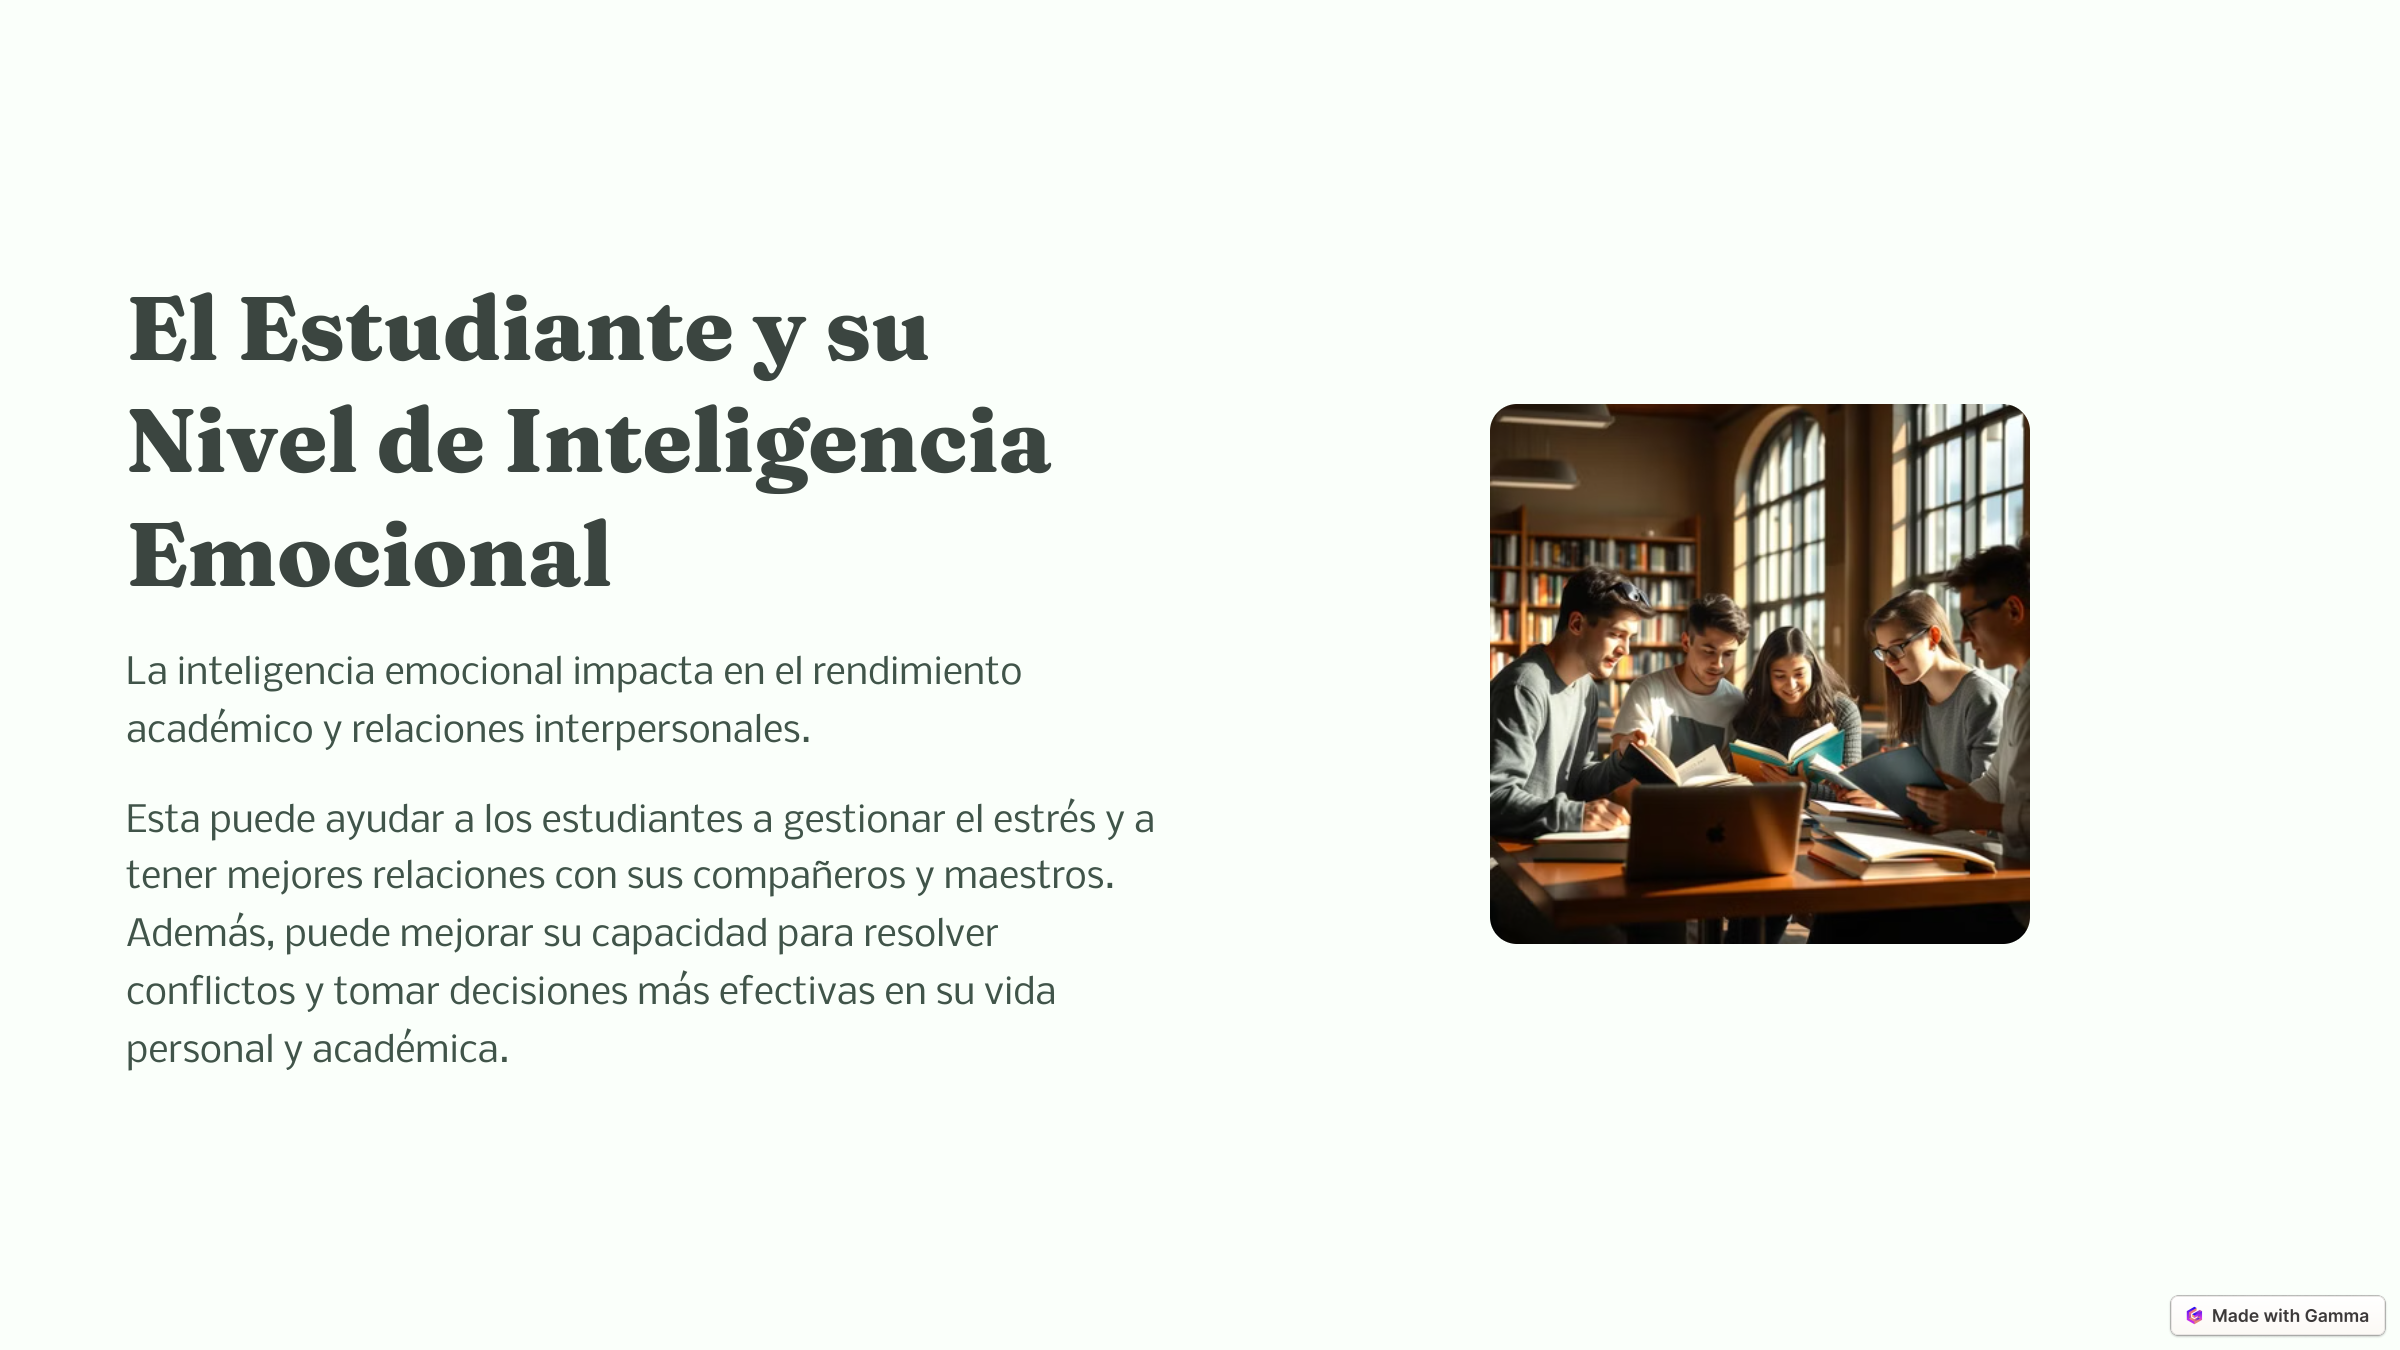 El Estudiante y su
Nivel de Inteligencia
Emocional
La inteligencia emocional impacta en el rendimiento
académico y relaciones interpersonales.
Esta puede ayudar a los estudiantes a gestionar el estrés y a
tener mejores relaciones con sus compañeros y maestros.
Además, puede mejorar su capacidad para resolver
conflictos y tomar decisiones más efectivas en su vida
personal y académica.
Made with Gamma